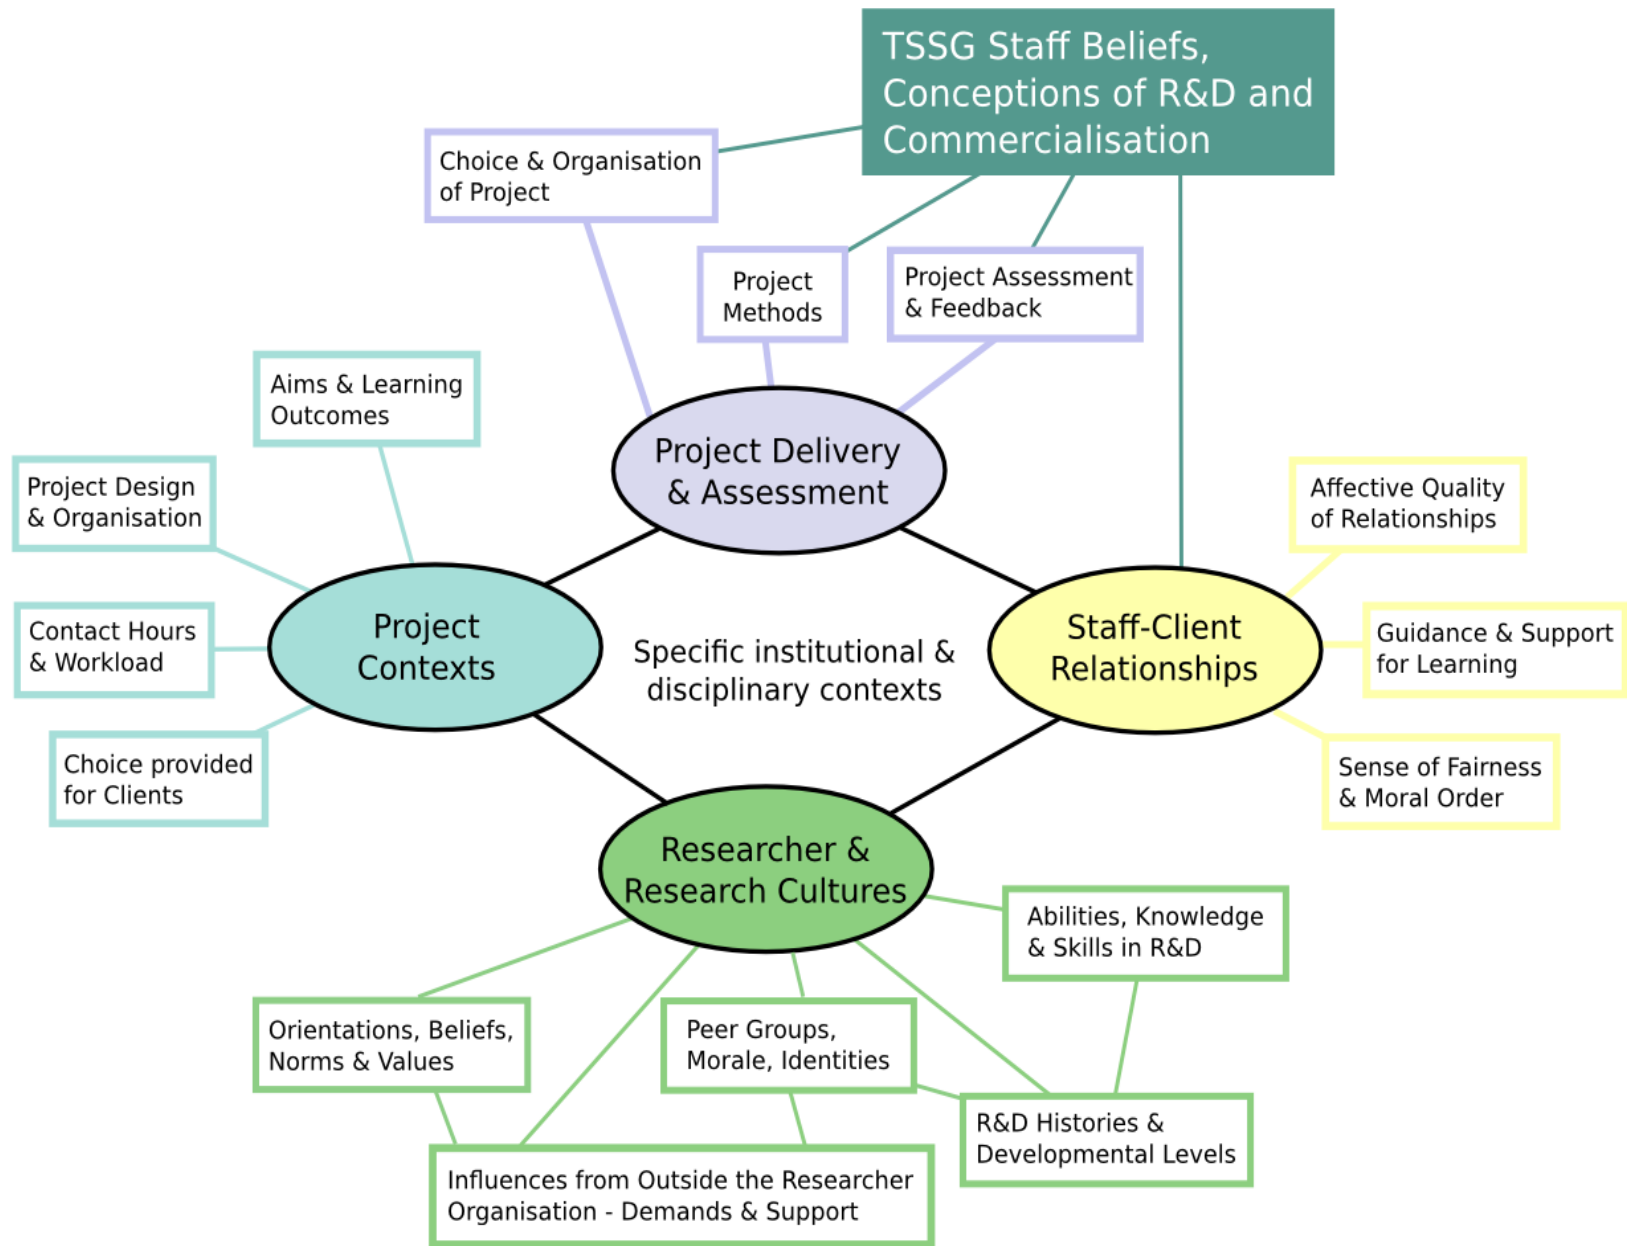 TSSG Staff Beliefs,
Conceptions of R&D and
Commercialisation
Choice & Organisation
of Project
Project
Methods
Project Assessment
& Feedback
Aims & Learning
Outcomes
Project Delivery
& Assessment
Project Design
& Organisation
Affective Quality
of Relationships
Contact Hours
& Workload
Project
Contexts
Specific institutional &
disciplinary contexts
Staff-Client
Relationships
Guidance & Support
for Learning
Choice provided
for Clients
Sense of Fairness
& Moral Order
Researcher &
Research Cultures
Abilities, Knowledge
& Skills in R&D
Orientations, Beliefs,
Norms & Values
Peer Groups,
Morale, Identities
R&D Histories &
Developmental Levels
Influences from Outside the Researcher
Organisation - Demands & Support